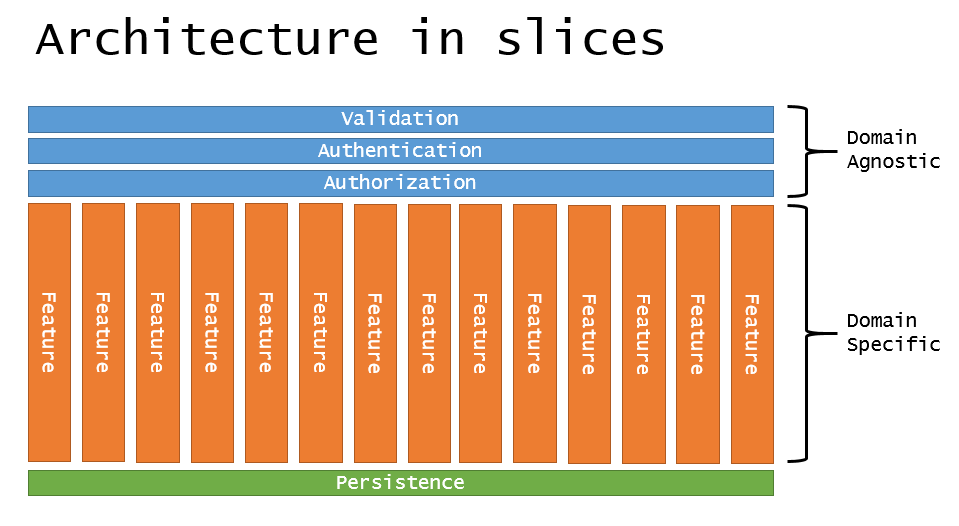 Architecture in slices
Validation
Authentication
Authorization
Domain
Agnostic
Feature
Feature
Feature
Feature
Feature
Feature
Feature
Feature
Feature
Feature
Feature
Feature
Feature
Feature
Domain
Specific
Persistence